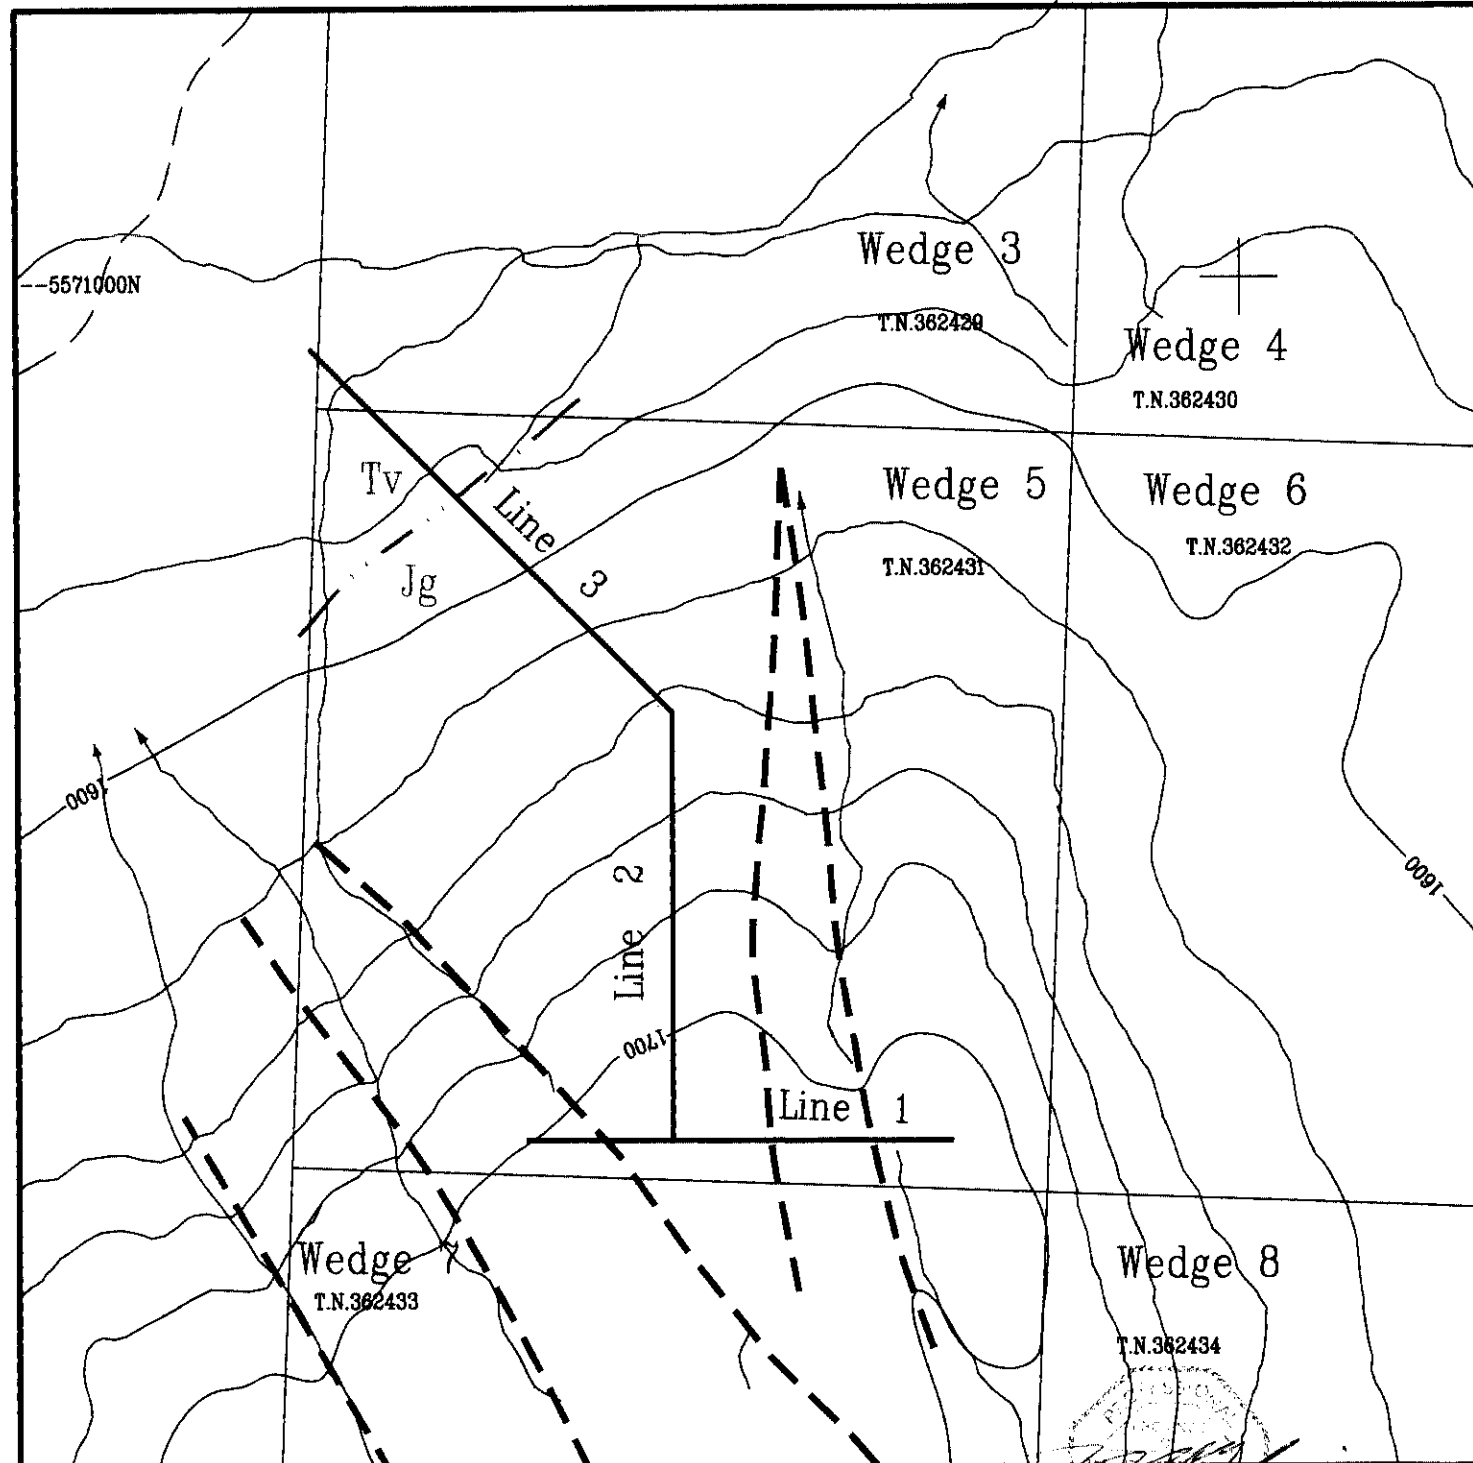 Wedge 3
--5571000N
T.N.362429
Wedge 4
T.N.362430
Tv
Line 3
Wedge 5
Wedge 6
T.N.362432
T.N.362431
Jg
1600
1600
Line 2
1700
Line 1
Wedge 7
T.N.362433
Wedge 8
T.N.362434